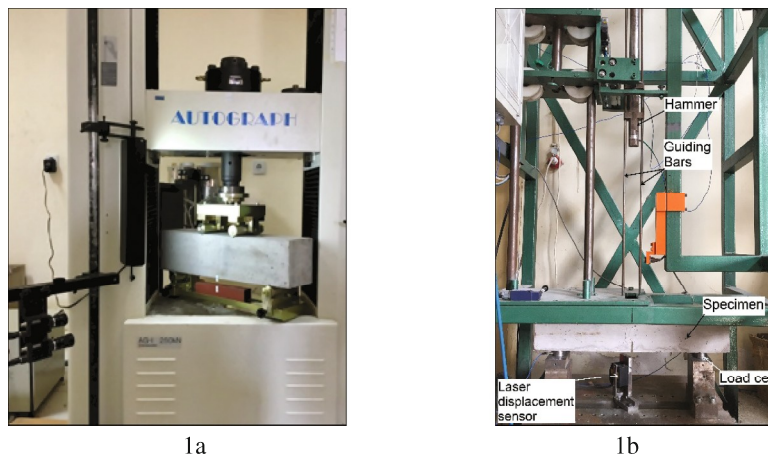 AUTOGRAPH
AG-I 250kN
Hammer
Guiding
Bars
Specimen
Load ce
Laser
displacement
sensor
1a
1b